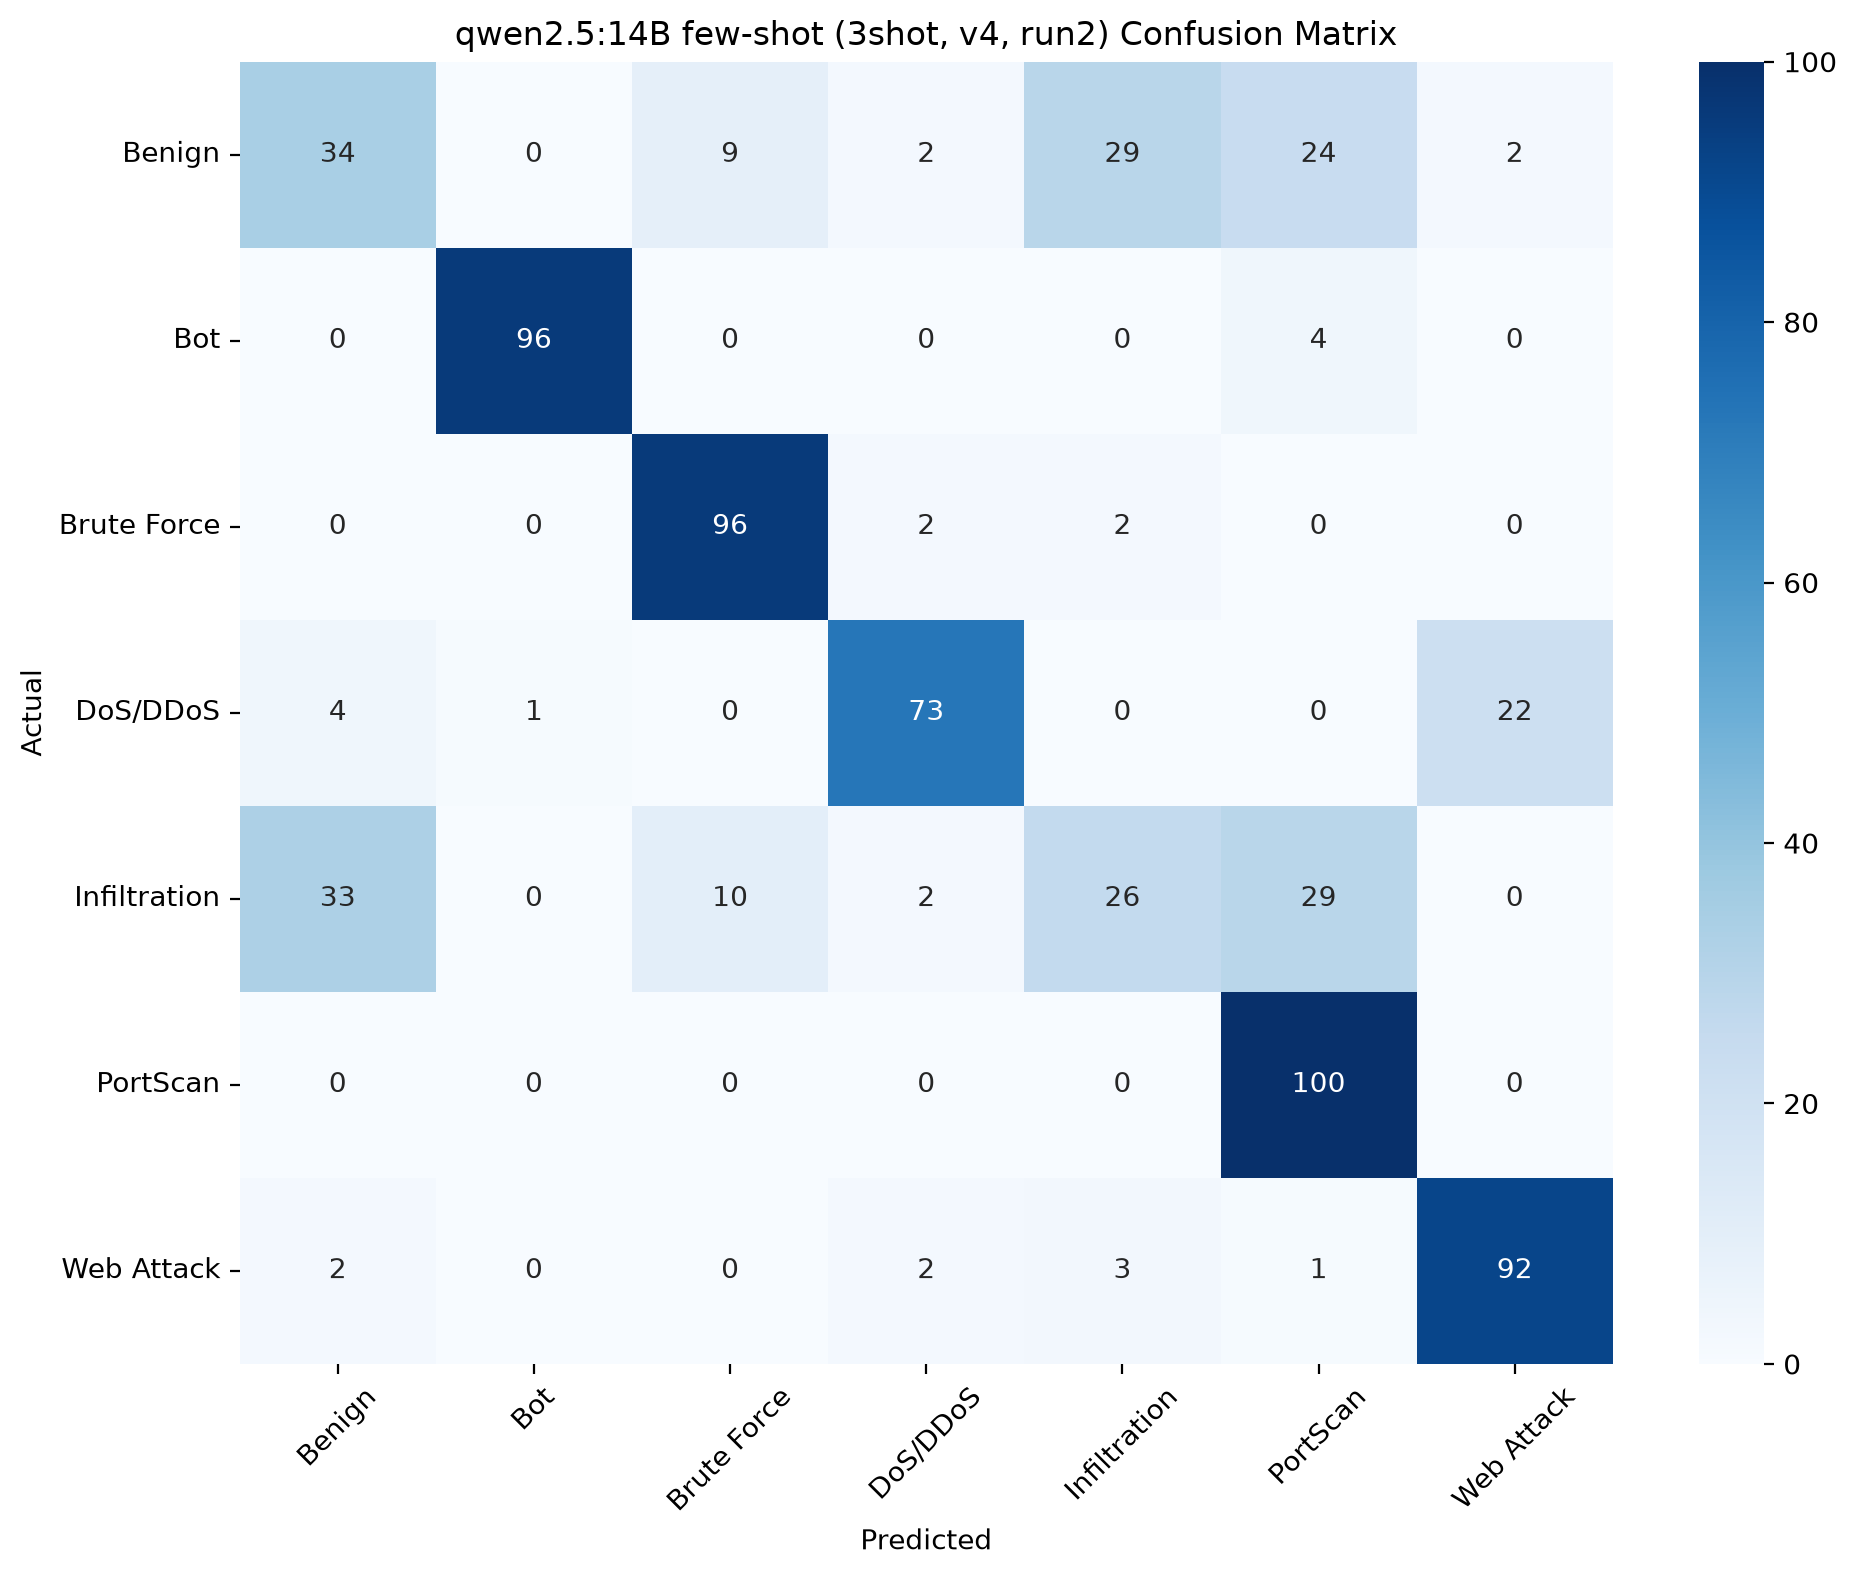 qwen2.5:14B few-shot (3shot, v4, run2) Confusion Matrix
Benign 34 0 9 2 29 24 2
Bot 0 96 0 0 0 4 0
Brute Force 0 0 96 2 2 0 0
DoS/DDoS 4 1 0 73 0 0 22
Infiltration 33 0 10 2 26 29 0
PortScan 0 0 0 0 0 100 0
Web Attack 2 0 0 2 3 1 92
Actual
Benign Bot Brute Force DoS/DDoS Infiltration PortScan Web Attack
Predicted
100
80
60
40
20
0